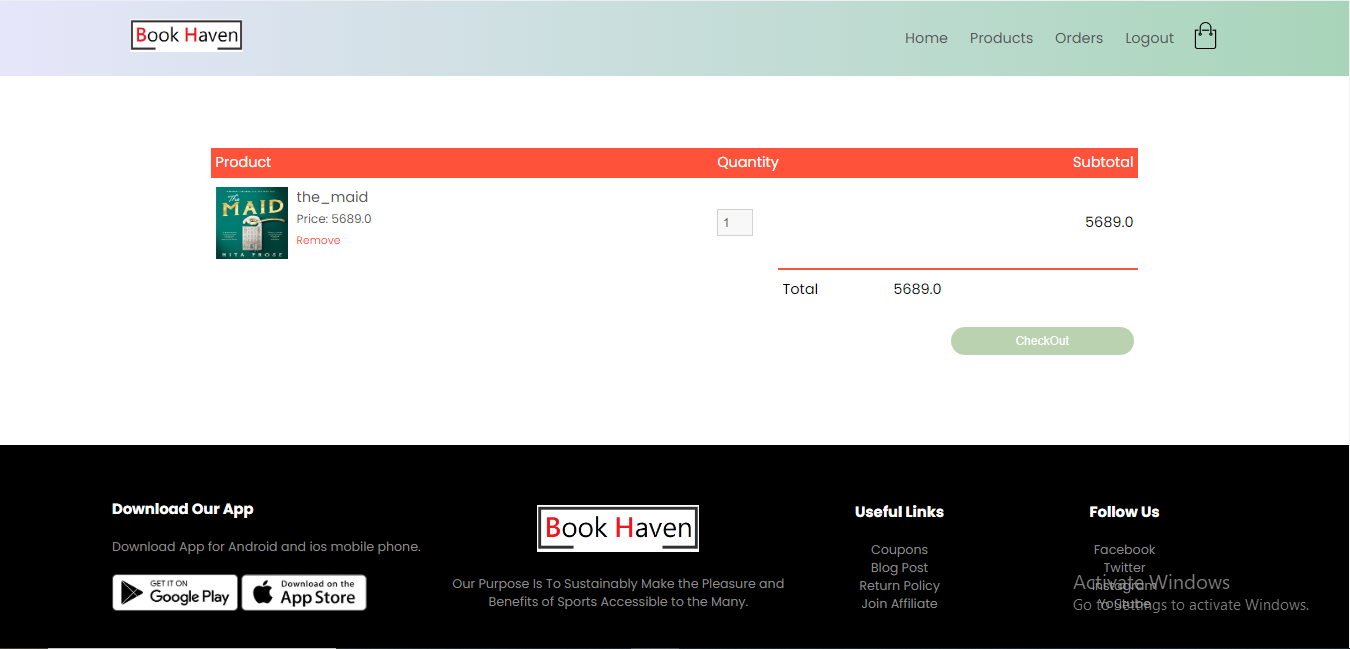 Book Haven
Home Products Orders Logout
Product Quantity Subtotal
The
MAID
NITA PROSE
the_maid
Price: 5689.0
Remove
1
5689.0
Total 5689.0
CheckOut
Download Our App
Download App for Android and ios mobile phone.
GET IT ON
Google Play
Download on the
App Store
Book Haven
Our Purpose Is To Sustainably Make the Pleasure and
Benefits of Sports Accessible to the Many.
Useful Links
Coupons
Blog Post
Return Policy
Join Affiliate
Follow Us
Facebook
Twitter
Instagram
Youtube
Activate Windows
Go to Settings to activate Windows.